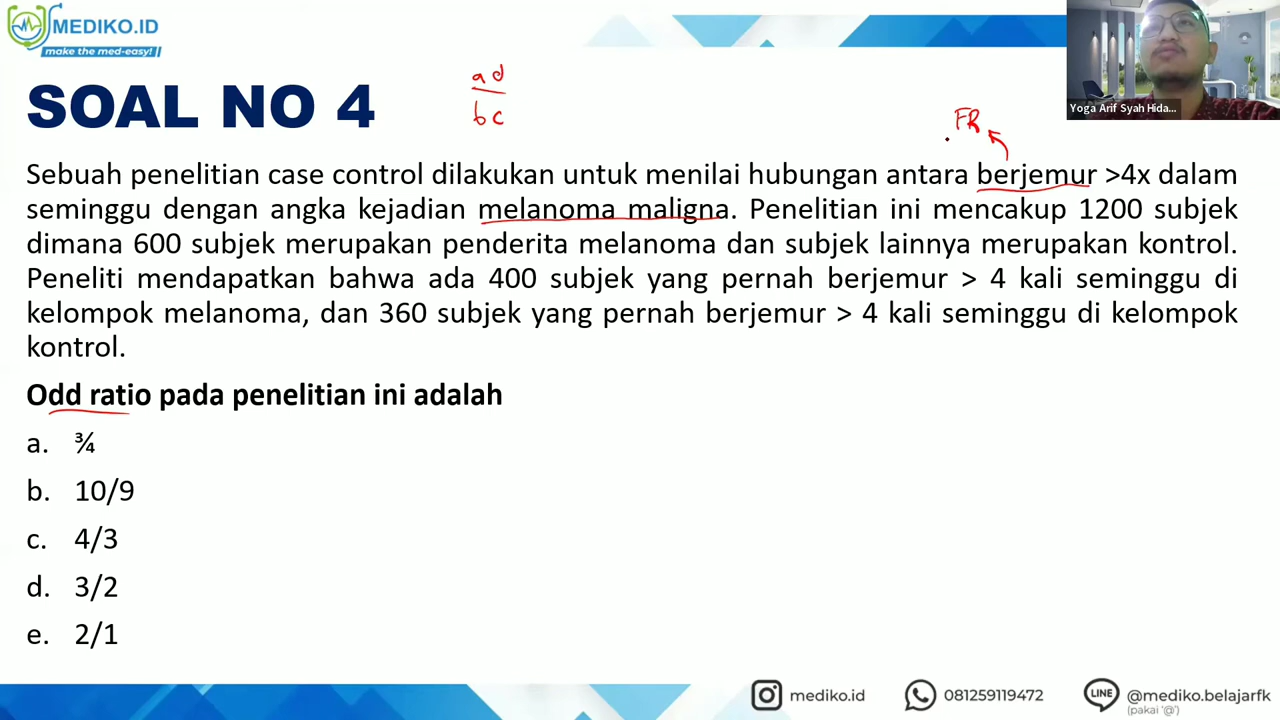 MEDIKO.ID
make the med-easy!
SOAL NO 4
ad
bc
FR
Yoga Arif Syah Hida...
Sebuah penelitian case control dilakukan untuk menilai hubungan antara berjemur >4x dalam
seminggu dengan angka kejadian melanoma maligna. Penelitian ini mencakup 1200 subjek
dimana 600 subjek merupakan penderita melanoma dan subjek lainnya merupakan kontrol.
Peneliti mendapatkan bahwa ada 400 subjek yang pernah berjemur > 4 kali seminggu di
kelompok melanoma, dan 360 subjek yang pernah berjemur > 4 kali seminggu di kelompok
kontrol.
Odd ratio pada penelitian ini adalah
a. ¾
b. 10/9
c. 4/3
d. 3/2
e. 2/1
mediko.id
081259119472
LINE
@mediko.belajarfk
(pakai '@')